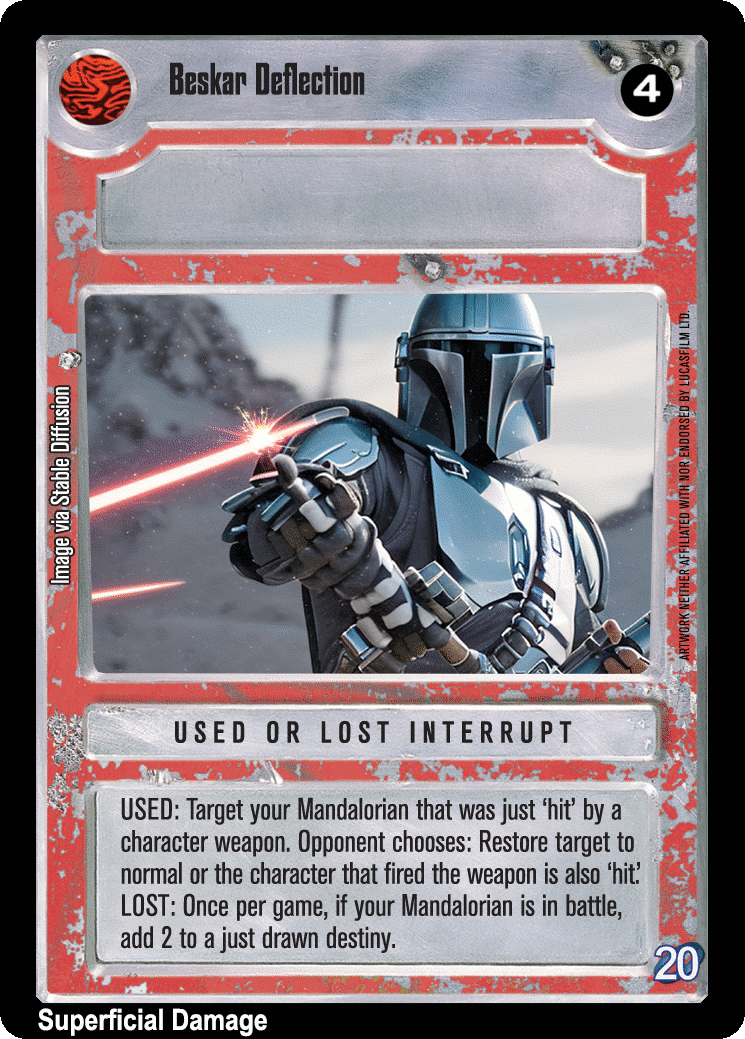 Beskar Deflection
4
Image via Stable Diffusion
ARTWORK NEITHER AFFILIATED WITH NOR ENDORSED BY LUCASFILM LTD.
USED OR LOST INTERRUPT
USED: Target your Mandalorian that was just ‘hit’ by a
character weapon. Opponent chooses: Restore target to
normal or the character that fired the weapon is also ‘hit.’
LOST: Once per game, if your Mandalorian is in battle,
add 2 to a just drawn destiny.
20
Superficial Damage